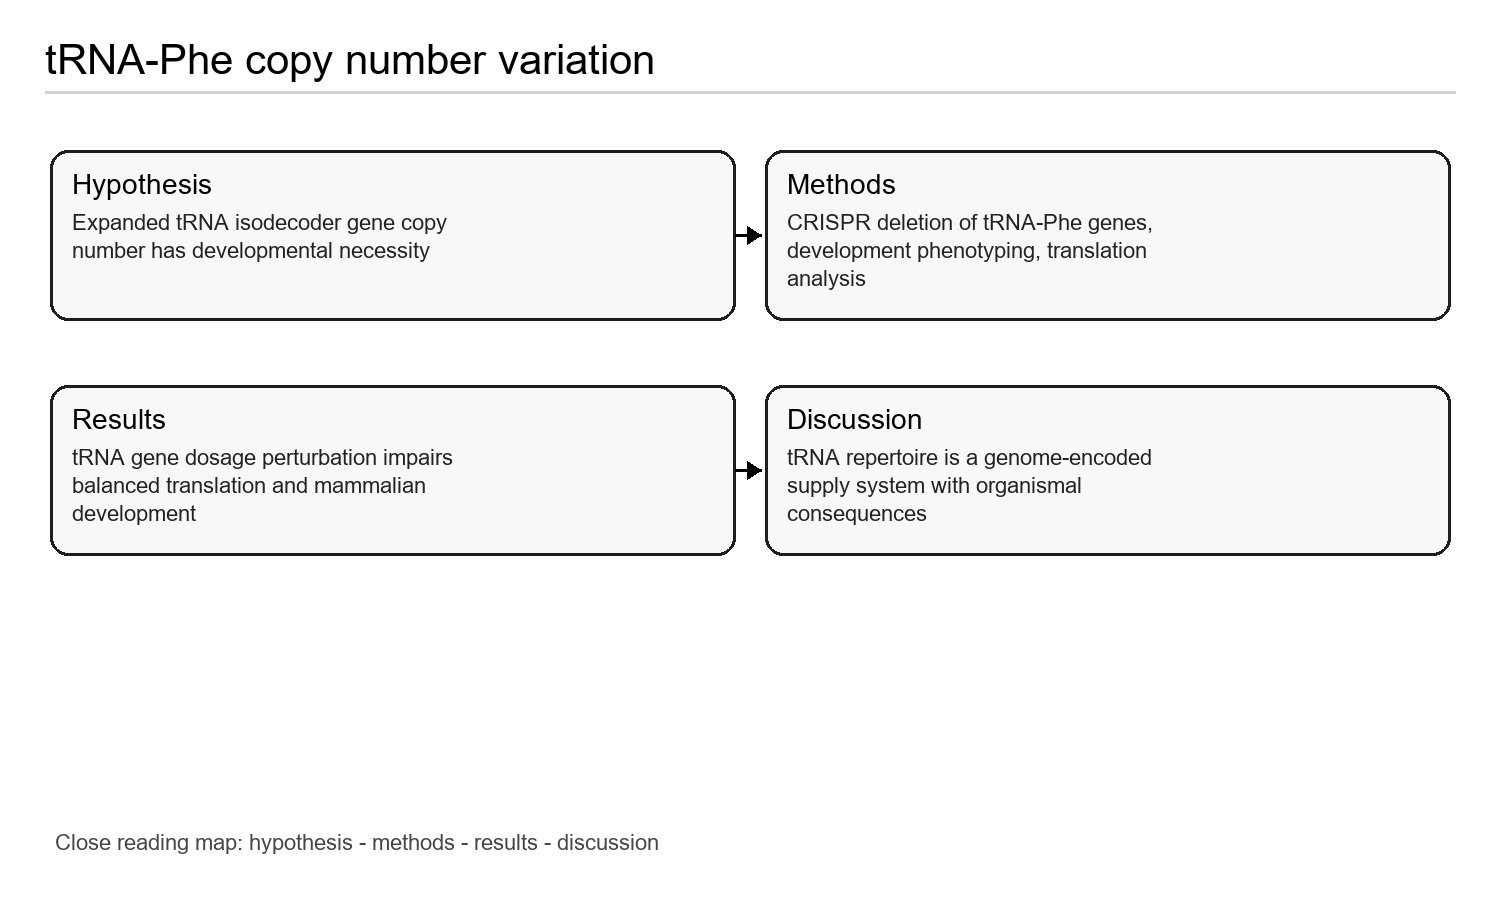 tRNA-Phe copy number variation
Hypothesis
Expanded tRNA isodecoder gene copy
number has developmental necessity
Methods
CRISPR deletion of tRNA-Phe genes,
development phenotyping, translation
analysis
Results
tRNA gene dosage perturbation impairs
balanced translation and mammalian
development
Discussion
tRNA repertoire is a genome-encoded
supply system with organismal
consequences
Close reading map: hypothesis - methods - results - discussion